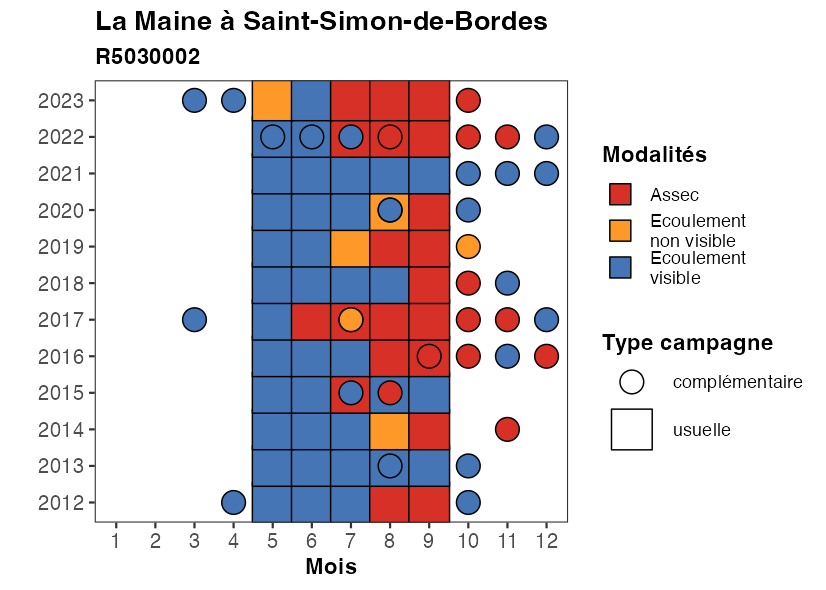 La Maine à Saint-Simon-de-Bordes
R5030002
2023
2022
2021
2020
2019
2018
2017
2016
2015
2014
2013
2012
1 2 3 4 5 6 7 8 9 10 11 12
Mois
Modalités
Assec
Ecoulement
non visible
Ecoulement
visible
Type campagne
complémentaire
usuelle